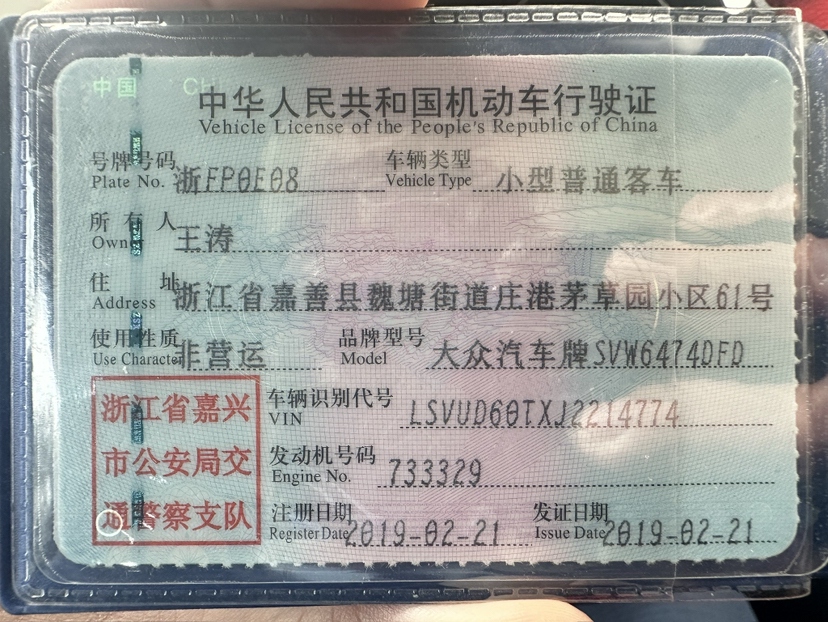 中国 CHI
中华人民共和国机动车行驶证
Vehicle License of the People's Republic of China
号牌号码 浙FP0E08 车辆类型 小型普通客车
Plate No. Vehicle Type
所有人 王涛
Owner
住址 浙江省嘉善县魏塘街道庄港茅草园小区61号
Address
使用性质 非营运 品牌型号 大众汽车牌SVW6474DFD
Use Character Model
浙江省嘉兴
市公安局交
通警察支队
车辆识别代号 LSVUD60TXJ2214774
VIN
发动机号码 733329
Engine No.
注册日期 2019-02-21 发证日期 2019-02-21
Register Date Issue Date